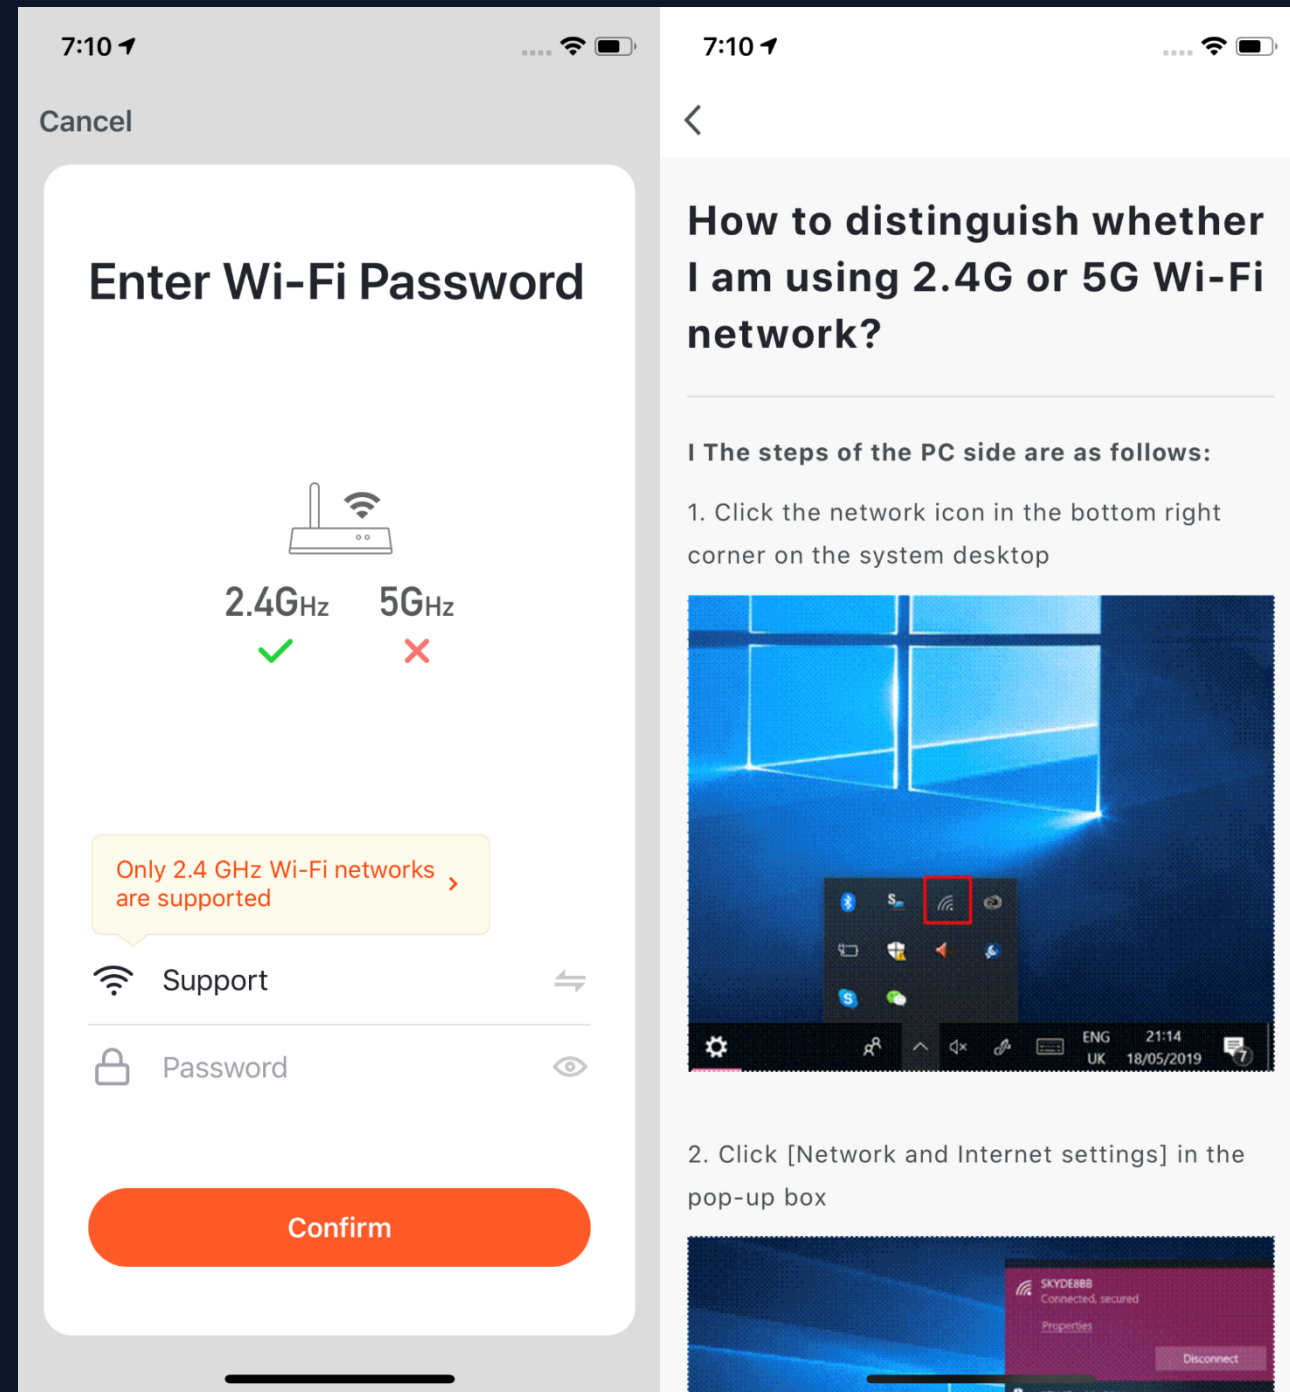 7:10
Cancel
Enter Wi-Fi Password
2.4GHz 5GHz
Only 2.4 GHz Wi-Fi networks
are supported
Support
Password
Confirm
7:10
How to distinguish whether
I am using 2.4G or 5G Wi-Fi
network?
I The steps of the PC side are as follows:
1. Click the network icon in the bottom right
corner on the system desktop
ENG
UK
21:14
18/05/2019
7
2. Click [Network and Internet settings] in the
pop-up box
SKYDE8BB
Connected, secured
Properties
Disconnect